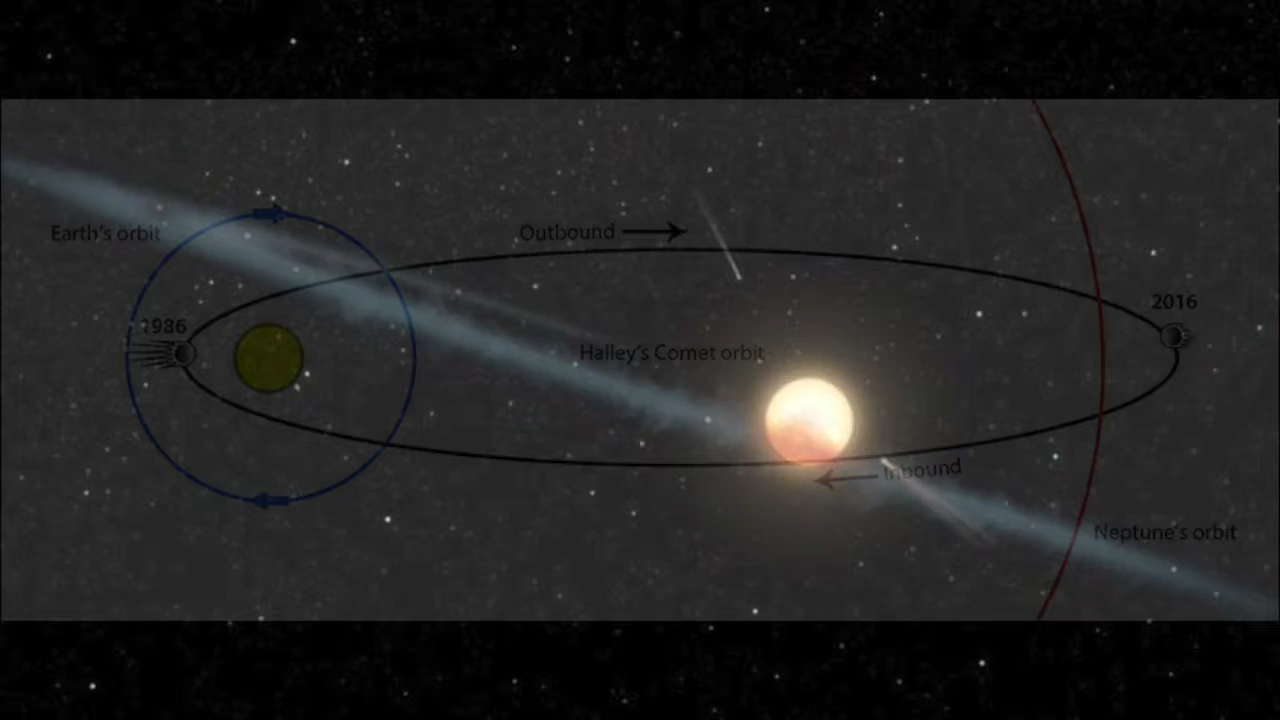 Outbound
Earth's orbit
2016
1986
Halley's Comet orbit
Inbound
Neptune's orbit